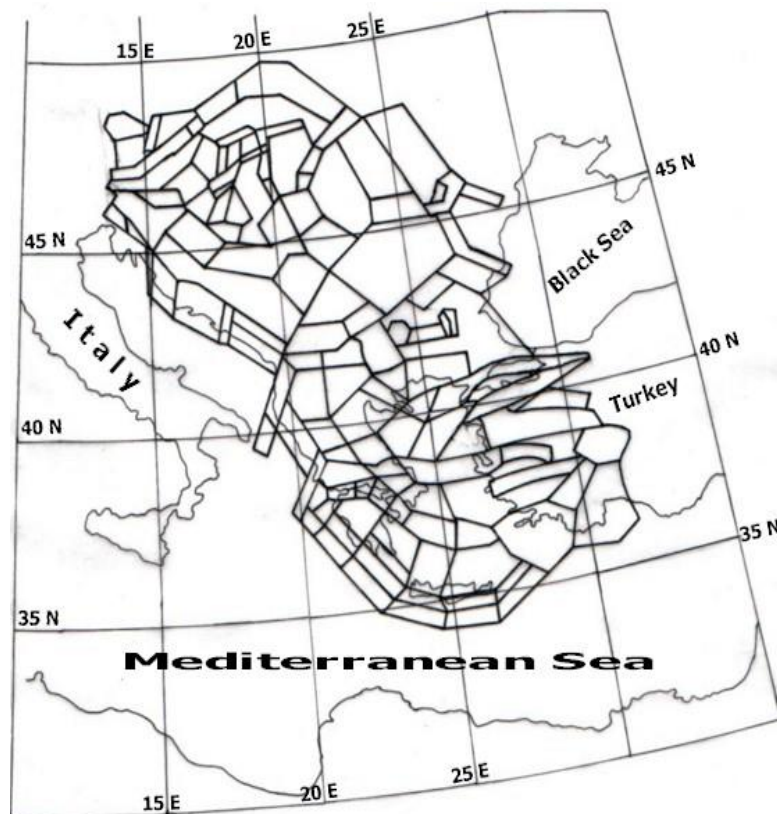 15 E
20 E
25 E
45 N
45 N
Black Sea
Italy
40 N
Turkey
40 N
35 N
35 N
Mediterranean Sea
15 E
20 E
25 E